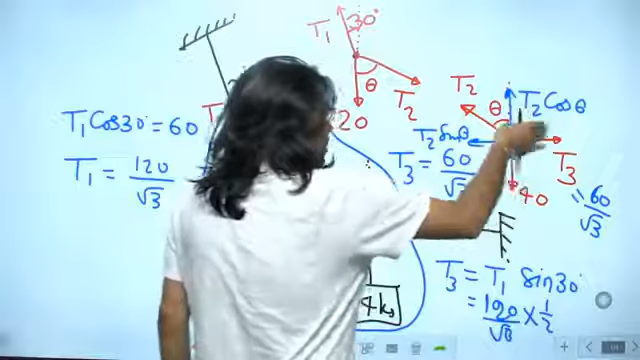 T₁ 30°
θ
T₂
20
T₁Cos30° = 60
T₁ = 120/√3
T₂ θ T₂Cosθ
T₂Sinθ
T₃
40
T₃ = 60/√3
= 60/√3
T₃ = T₁ Sin30°
= 120/√3 × 1/2